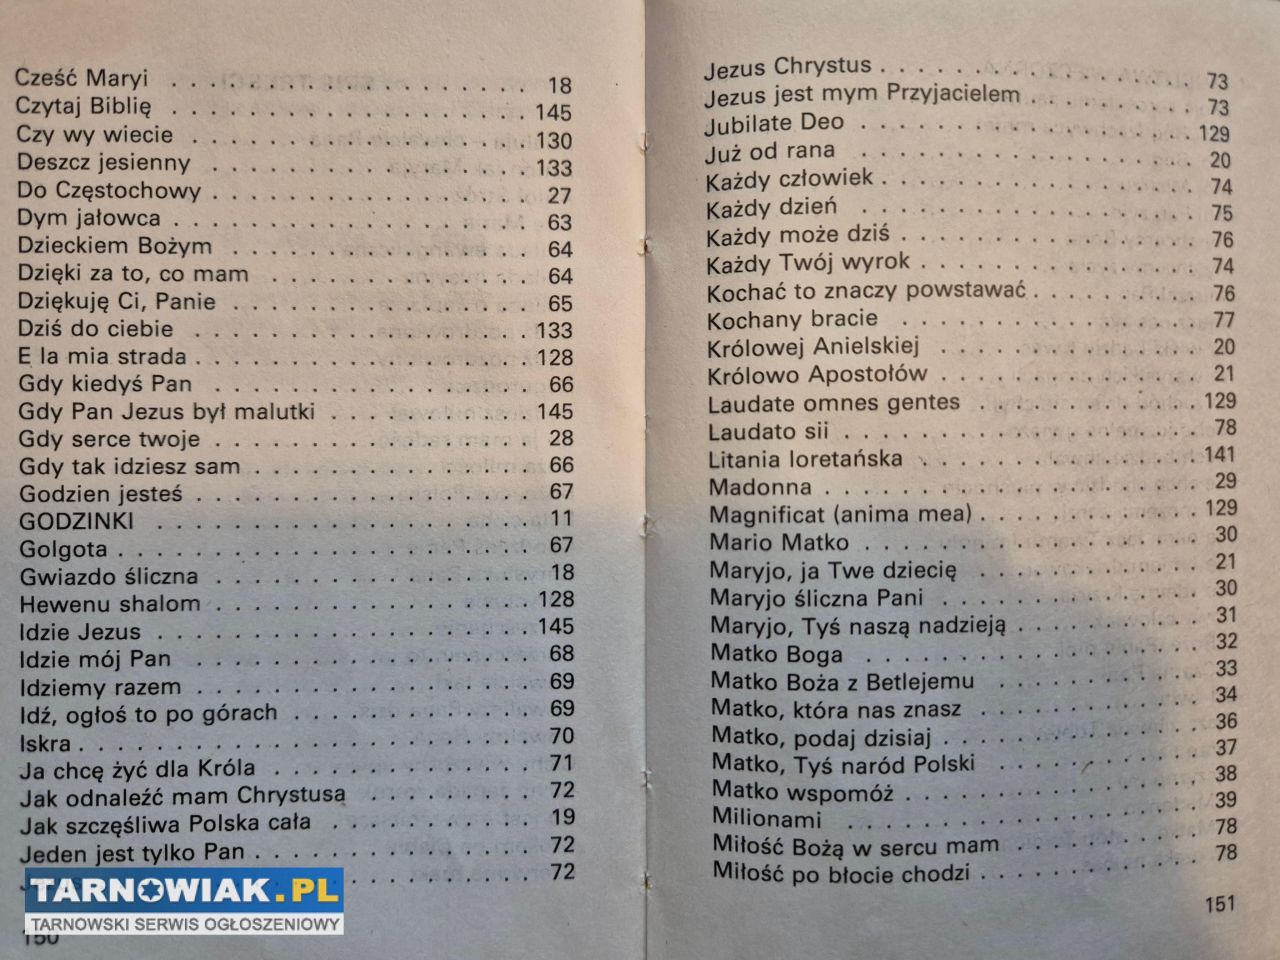 Cześć Maryi . . . . . . . . . . . . . . . . 18
Czytaj Biblię . . . . . . . . . . . . . . . . 145
Czy wy wiecie . . . . . . . . . . . . . . . 130
Deszcz jesienny . . . . . . . . . . . . . . 133
Do Częstochowy . . . . . . . . . . . . . . 27
Dym jałowca . . . . . . . . . . . . . . . . 63
Dzieckiem Bożym . . . . . . . . . . . . . 64
Dzięki za to, co mam . . . . . . . . . . . . 64
Dziękuję Ci, Panie . . . . . . . . . . . . . 65
Dziś do ciebie . . . . . . . . . . . . . . . 133
E la mia strada . . . . . . . . . . . . . . . 128
Gdy kiedyś Pan . . . . . . . . . . . . . . 66
Gdy Pan Jezus był malutki . . . . . . . . . 145
Gdy serce twoje . . . . . . . . . . . . . . 28
Gdy tak idziesz sam . . . . . . . . . . . . 66
Godzien jesteś . . . . . . . . . . . . . . . 67
GODZINKI . . . . . . . . . . . . . . . . . 11
Golgota . . . . . . . . . . . . . . . . . . . 67
Gwiazdo śliczna . . . . . . . . . . . . . . 18
Hewenu shalom . . . . . . . . . . . . . . 128
Idzie Jezus . . . . . . . . . . . . . . . . . 145
Idzie mój Pan . . . . . . . . . . . . . . . 68
Idziemy razem . . . . . . . . . . . . . . . 69
Idź, ogłoś to po górach . . . . . . . . . . 69
Iskra . . . . . . . . . . . . . . . . . . . . . 70
Ja chcę żyć dla Króla . . . . . . . . . . . 71
Jak odnaleźć mam Chrystusa . . . . . . . . 72
Jak szczęśliwa Polska cała . . . . . . . . . 19
Jeden jest tylko Pan . . . . . . . . . . . . 72
. . . . . . . . . 72
TARNOWIAK.PL
TARNOWSKI SERWIS OGŁOSZENIOWY
150
Jezus Chrystus . . . . . . . . . . . . . . . 73
Jezus jest mym Przyjacielem . . . . . . . . 73
Jubilate Deo . . . . . . . . . . . . . . . . 129
Już od rana . . . . . . . . . . . . . . . . 20
Każdy człowiek . . . . . . . . . . . . . . 74
Każdy dzień . . . . . . . . . . . . . . . . 75
Każdy może dziś . . . . . . . . . . . . . . 76
Każdy Twój wyrok . . . . . . . . . . . . . 74
Kochać to znaczy powstawać . . . . . . . . 76
Kochany bracie . . . . . . . . . . . . . . 77
Królowej Anielskiej . . . . . . . . . . . . 20
Królowo Apostołów . . . . . . . . . . . . 21
Laudate omnes gentes . . . . . . . . . . . 129
Laudato sii . . . . . . . . . . . . . . . . . 78
Litania loretańska . . . . . . . . . . . . . 141
Madonna . . . . . . . . . . . . . . . . . . 29
Magnificat (anima mea) . . . . . . . . . . 129
Mario Matko . . . . . . . . . . . . . . . . 30
Maryjo, ja Twe dziecię . . . . . . . . . . 21
Maryjo śliczna Pani . . . . . . . . . . . . 30
Maryjo, Tyś naszą nadzieją . . . . . . . . . 31
Matko Boga . . . . . . . . . . . . . . . . 32
Matko Boża z Betlejemu . . . . . . . . . . 33
Matko, która nas znasz . . . . . . . . . . 34
Matko, podaj dzisiaj . . . . . . . . . . . . 36
Matko, Tyś naród Polski . . . . . . . . . . 37
Matko wspomóż . . . . . . . . . . . . . . 38
Milionami . . . . . . . . . . . . . . . . . 39
Miłość Bożą w sercu mam . . . . . . . . . 78
Miłość po błocie chodzi . . . . . . . . . . 78
151